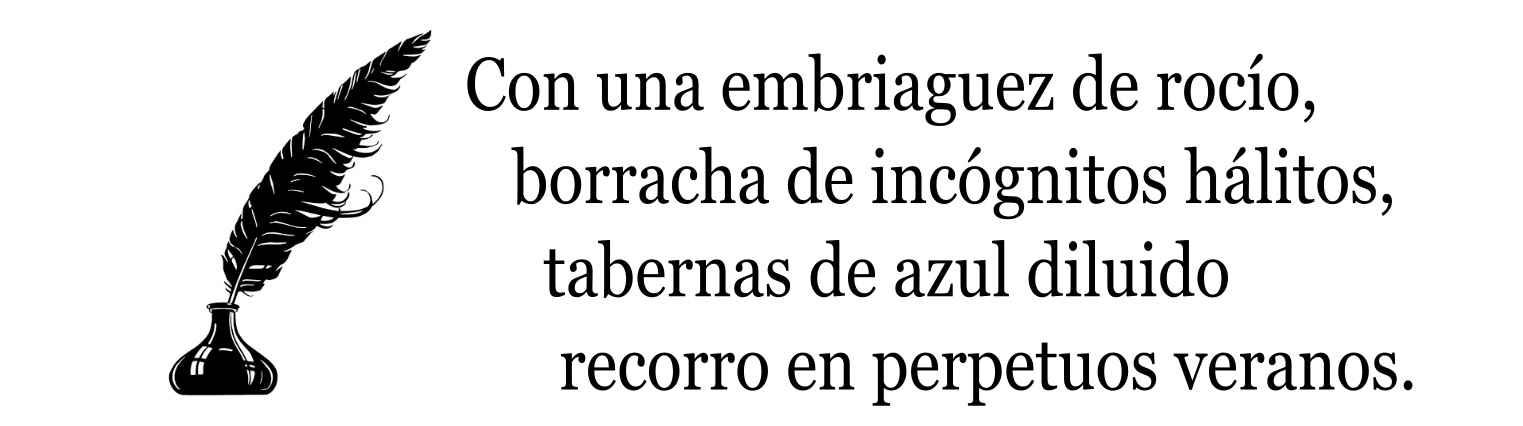 Con una embriaguez de rocío,
borracha de incógnitos hálitos,
tabernas de azul diluido
recorro en perpetuos veranos.